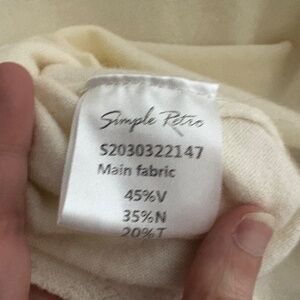 Simple Retro
S2030322147
Main fabric
45%V
35%N
20%T